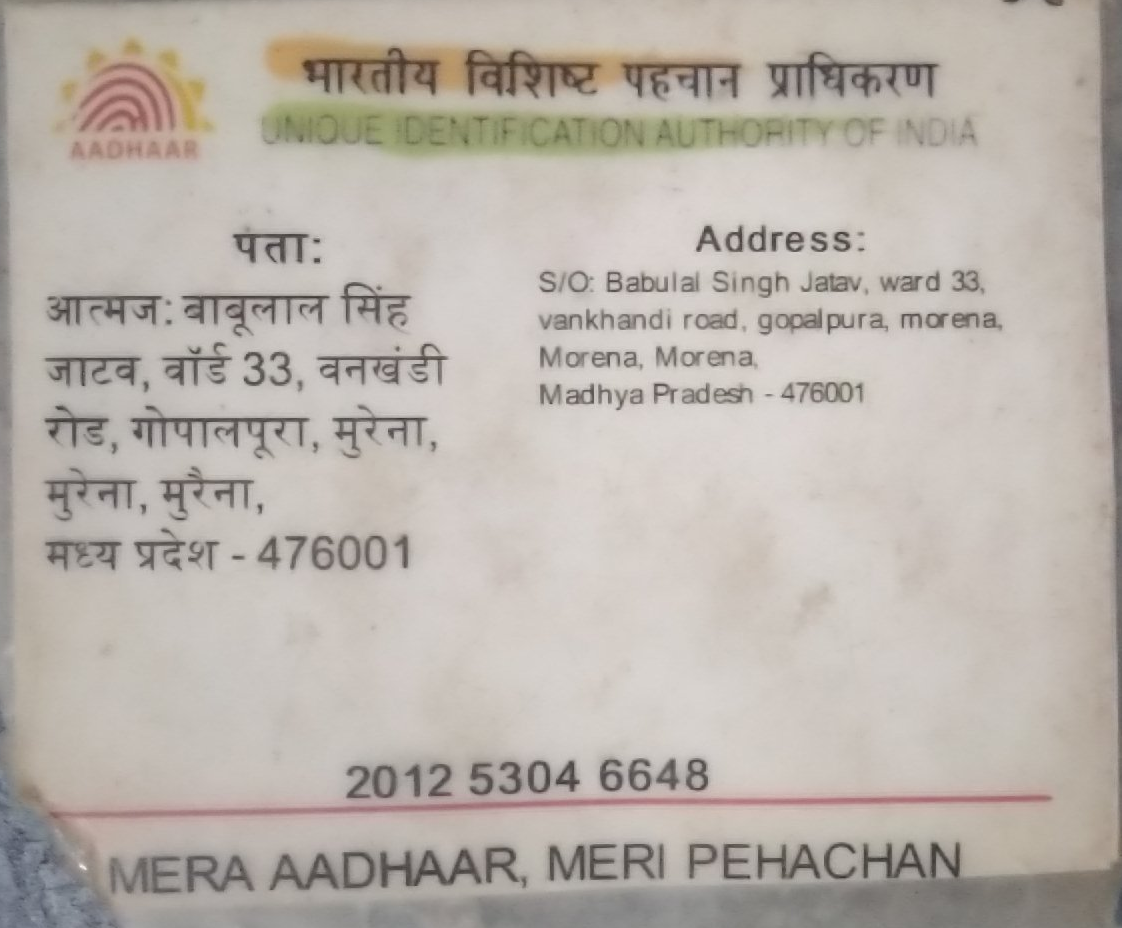 भारतीय विशिष्ट पहचान प्राधिकरण
UNIQUE IDENTIFICATION AUTHORITY OF INDIA
AADHAAR
पता:
आत्मज: बाबूलाल सिंह
जाटव, वॉर्ड 33, वनखंडी
रोड, गोपालपूरा, मुरेना,
मुरेना, मुरैना,
मध्य प्रदेश - 476001
Address:
S/O: Babulal Singh Jatav, ward 33,
vankhandi road, gopalpura, morena,
Morena, Morena,
Madhya Pradesh - 476001
2012 5304 6648
MERA AADHAAR, MERI PEHACHAN